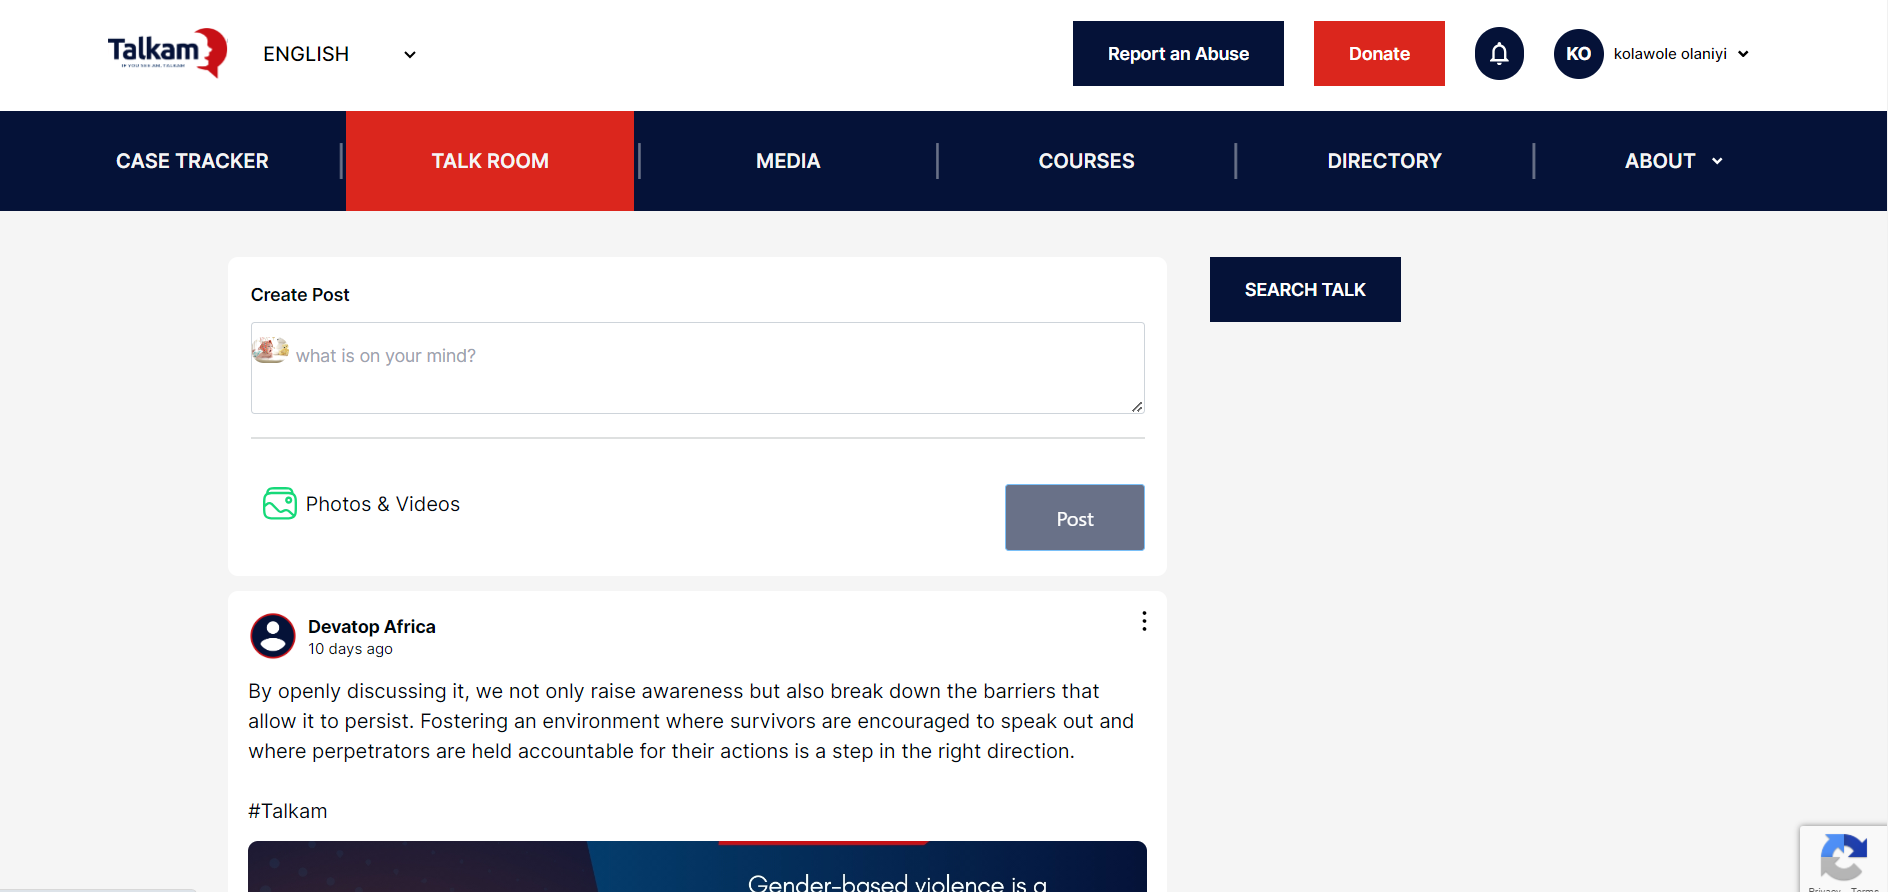 Talkam
IF YOU SEE AM, TALKAM
ENGLISH
Report an Abuse
Donate
KO
kolawole olaniyi
CASE TRACKER
TALK ROOM
MEDIA
COURSES
DIRECTORY
ABOUT
Create Post
SEARCH TALK
what is on your mind?
Photos & Videos
Post
Devatop Africa
10 days ago
By openly discussing it, we not only raise awareness but also break down the barriers that
allow it to persist. Fostering an environment where survivors are encouraged to speak out and
where perpetrators are held accountable for their actions is a step in the right direction.
#Talkam
Gender-based violence is a
Privacy - Terms